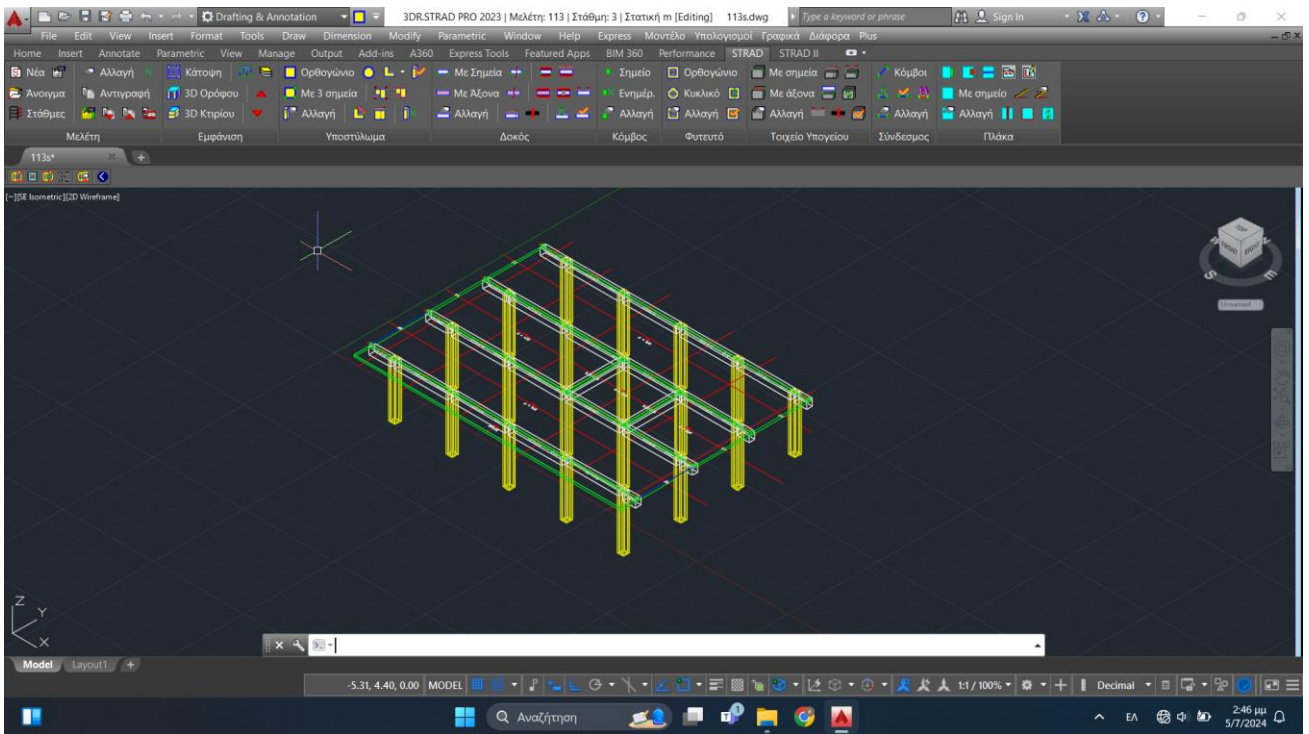 Drafting & Annotation 3DR.STRAD PRO 2023 | Μελέτη: 113 | Στάθμη: 3 | Στατική m [Editing] 113s.dwg Type a keyword or phrase Sign In
File Edit View Insert Format Tools Draw Dimension Modify Parametric Window Help Express Μοντέλο Υπολογισμοί Γραφικά Διάφορα Plus
Home Insert Annotate Parametric View Manage Output Add-ins A360 Express Tools Featured Apps BIM 360 Performance STRAD STRAD II
Νέα Αλλαγή Κάτοψη Ορθογώνιο Με Σημεία Σημείο Ορθογώνιο Με σημεία Κόμβοι
Άνοιγμα Αντιγραφή 3D Ορόφου Με 3 σημεία Με Άξονα Ενημέρ. Κυκλικό Με άξονα Με σημείο
Στάθμες 3D Κτιρίου Αλλαγή Αλλαγή Αλλαγή Αλλαγή Αλλαγή Αλλαγή Αλλαγή
Μελέτη Εμφάνιση Υποστύλωμα Δοκός Κόμβος Φυτευτό Τοιχείο Υπογείου Σύνδεσμος Πλάκα
113s*
[−][SE Isometric][2D Wireframe]
TOP
FRONT RIGHT
S E
Unnamed
Z
Y
X
Model Layout1 +
-5.31, 4.40, 0.00 MODEL 1:1 / 100% Decimal
Αναζήτηση
ΕΛ 2:46 μμ
5/7/2024